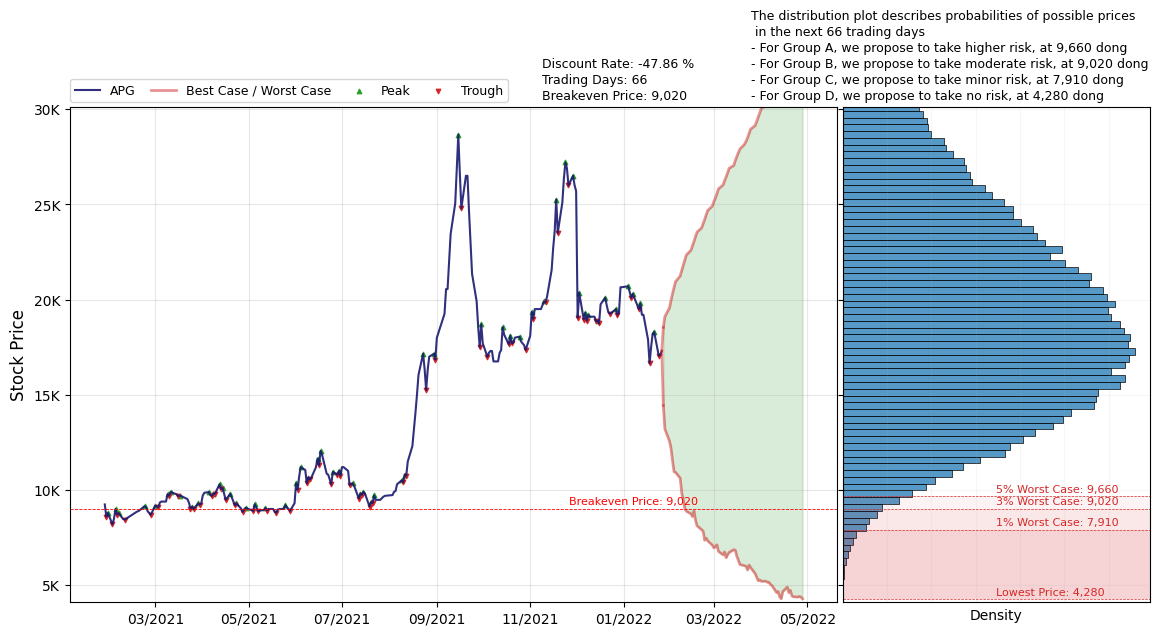 The distribution plot describes probabilities of possible prices
in the next 66 trading days
- For Group A, we propose to take higher risk, at 9,660 dong
- For Group B, we propose to take moderate risk, at 9,020 dong
- For Group C, we propose to take minor risk, at 7,910 dong
- For Group D, we propose to take no risk, at 4,280 dong
Discount Rate: -47.86 %
Trading Days: 66
Breakeven Price: 9,020
APG
Best Case / Worst Case
Peak
Trough
Stock Price
30K
25K
20K
15K
10K
5K
Breakeven Price: 9,020
03/2021
05/2021
07/2021
09/2021
11/2021
01/2022
03/2022
05/2022
5% Worst Case: 9,660
3% Worst Case: 9,020
1% Worst Case: 7,910
Lowest Price: 4,280
Density